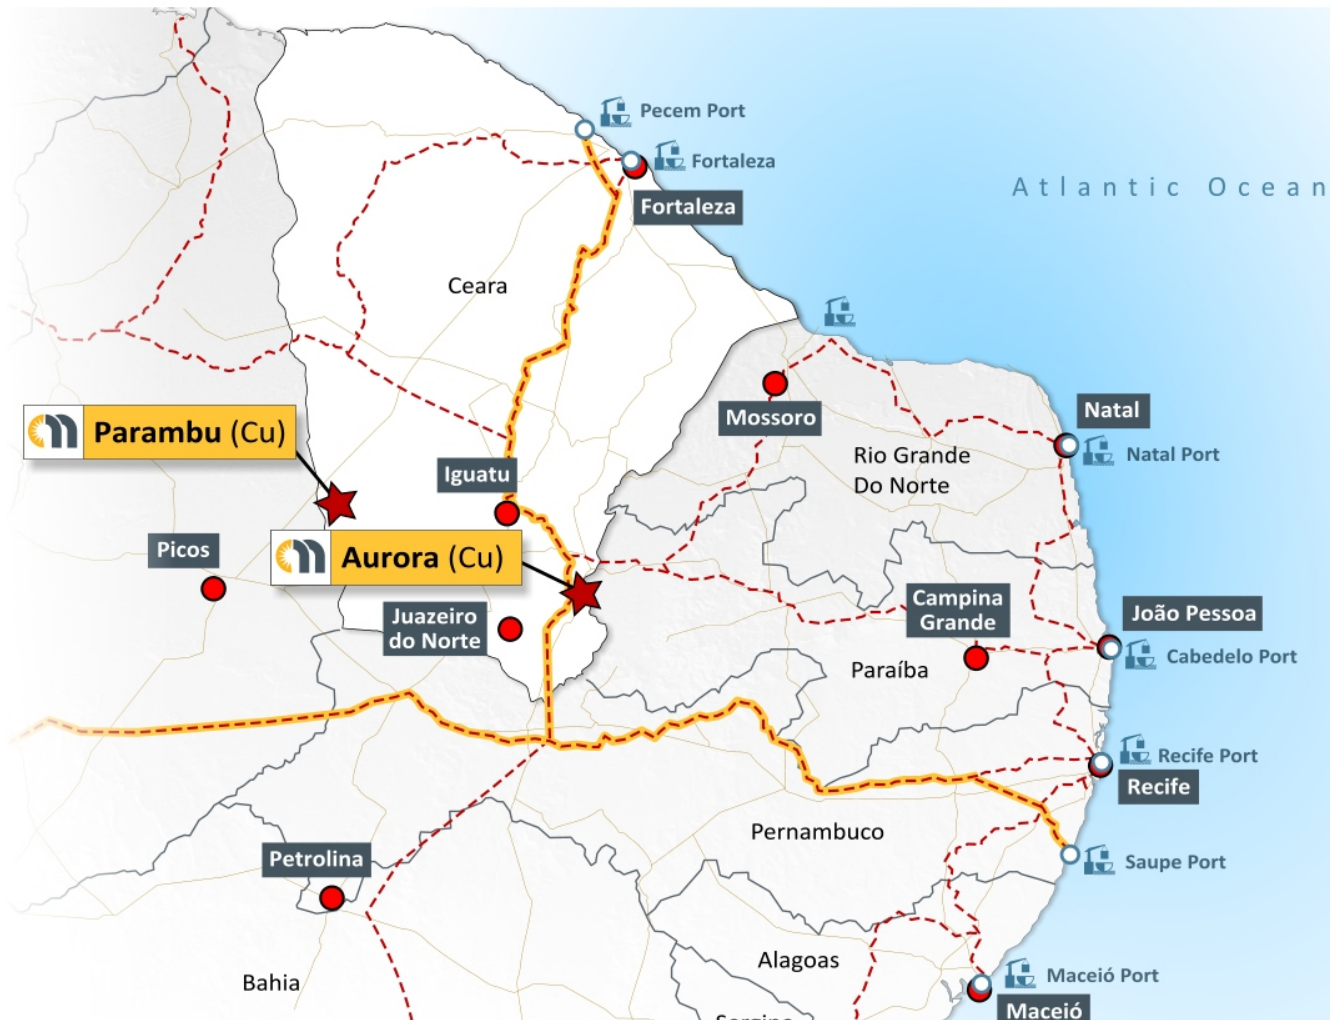 Pecem Port
Fortaleza
Fortaleza
Atlantic Ocean
Ceara
Natal
Natal Port
Mossoro
Parambu (Cu)
Rio Grande
Do Norte
Iguatu
Picos
Aurora (Cu)
Campina
Grande
João Pessoa
Juazeiro
do Norte
Cabedelo Port
Paraíba
Recife Port
Recife
Pernambuco
Petrolina
Saupe Port
Alagoas
Bahia
Maceió Port
Maceió